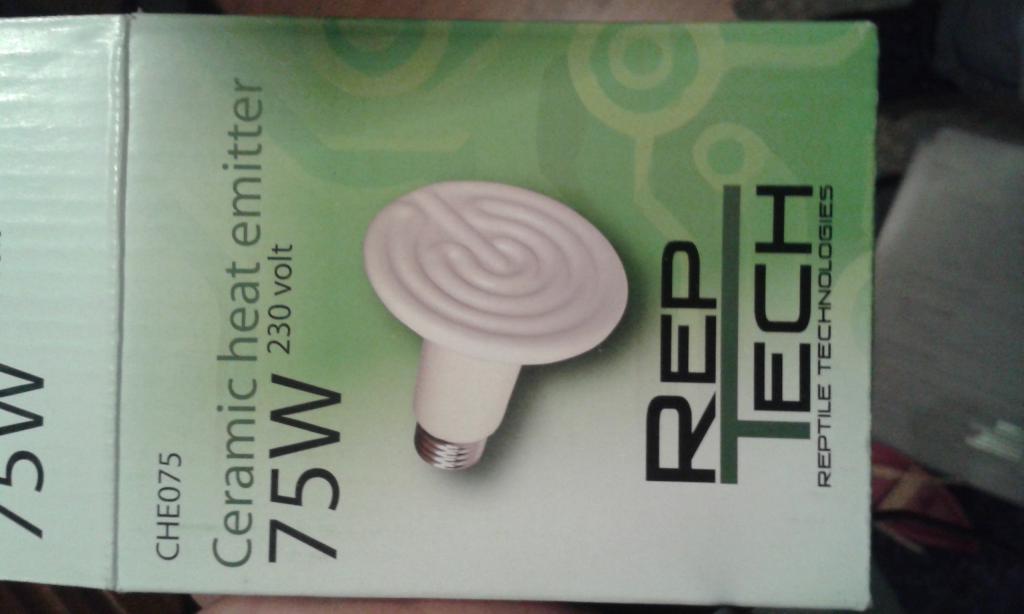 75W
CHE075
Ceramic heat emitter
75W 230 volt
REP
TECH
REPTILE TECHNOLOGIES